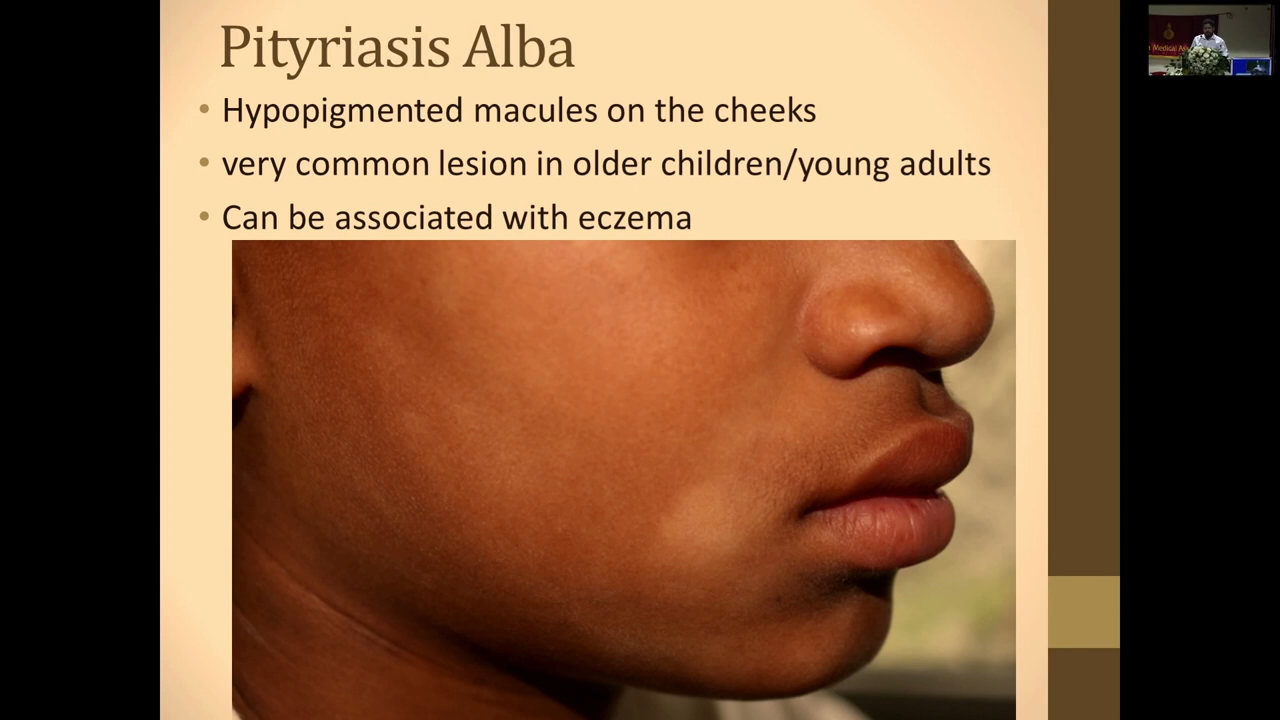 Pityriasis Alba
• Hypopigmented macules on the cheeks
• very common lesion in older children/young adults
• Can be associated with eczema
Medical